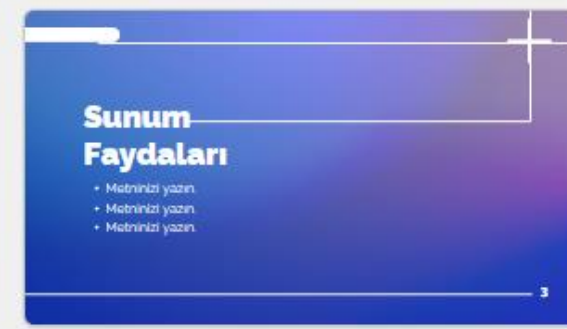 Sunum
Faydaları
• Metninizi yazın.
• Metninizi yazın.
• Metninizi yazın.
3